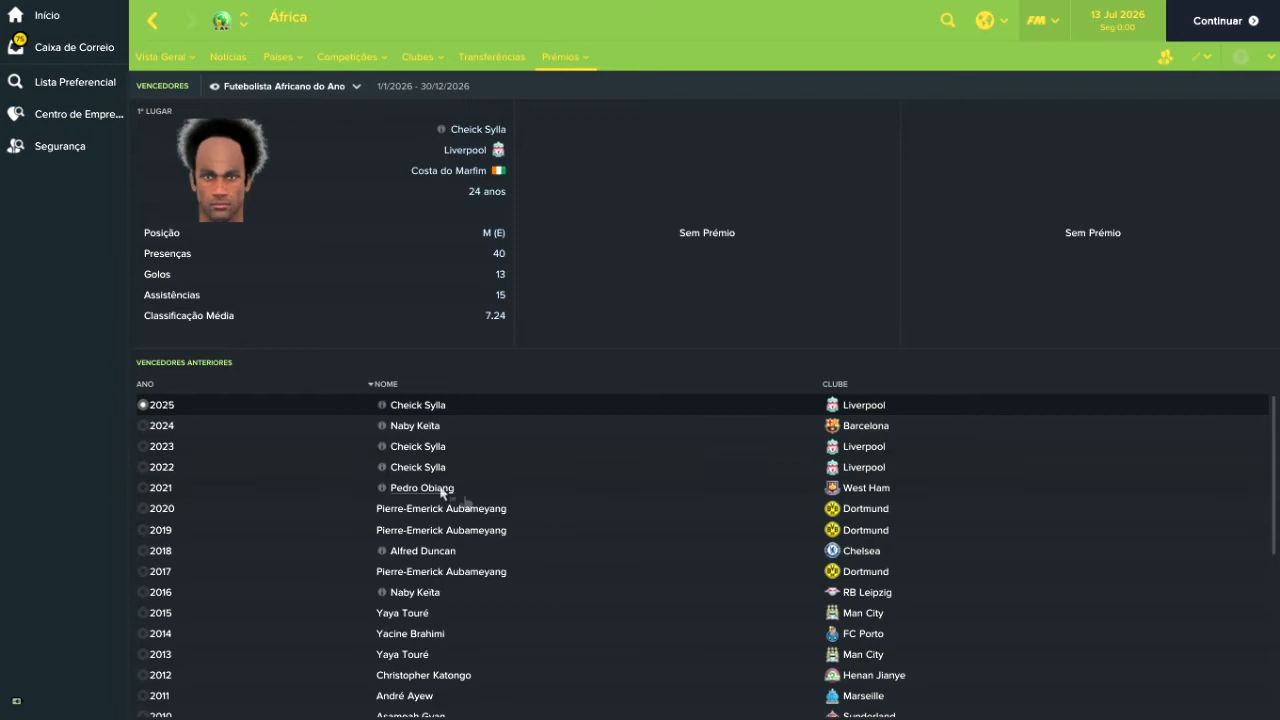 Início
África
13 Jul 2026
Seg 0:00
Continuar
75
Caixa de Correio
FM
Vista Geral
Notícias
Países
Competições
Clubes
Transferências
Prémios
Lista Preferencial
VENCEDORES
Futebolista Africano do Ano
1/1/2026 - 30/12/2026
Centro de Empre...
Segurança
1º LUGAR
Cheick Sylla
Liverpool
Costa do Marfim
24 anos
Posição M (E)
Presenças 40
Golos 13
Assistências 15
Classificação Média 7.24
Sem Prémio
Sem Prémio
VENCEDORES ANTERIORES
ANO NOME CLUBE
2025 Cheick Sylla Liverpool
2024 Naby Keïta Barcelona
2023 Cheick Sylla Liverpool
2022 Cheick Sylla Liverpool
2021 Pedro Obiang West Ham
2020 Pierre-Emerick Aubameyang Dortmund
2019 Pierre-Emerick Aubameyang Dortmund
2018 Alfred Duncan Chelsea
2017 Pierre-Emerick Aubameyang Dortmund
2016 Naby Keïta RB Leipzig
2015 Yaya Touré Man City
2014 Yacine Brahimi FC Porto
2013 Yaya Touré Man City
2012 Christopher Katongo Henan Jianye
2011 André Ayew Marseille
2010 Asamoah Gyan Sunderland